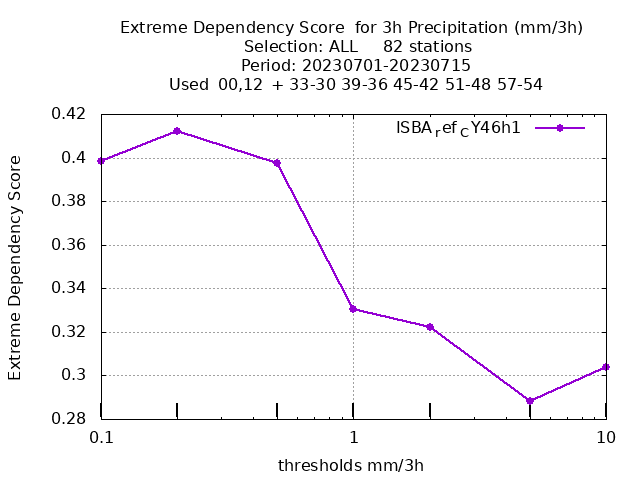 Extreme Dependency Score  for 3h Precipitation (mm/3h)
Selection: ALL     82 stations
Period: 20230701-20230715
Used  00,12  + 33-30 39-36 45-42 51-48 57-54
ISBA_ref_CY46h1
0.42
0.4
0.38
0.36
0.34
0.32
0.3
0.28
Extreme Dependency Score
0.1 1 10
thresholds mm/3h